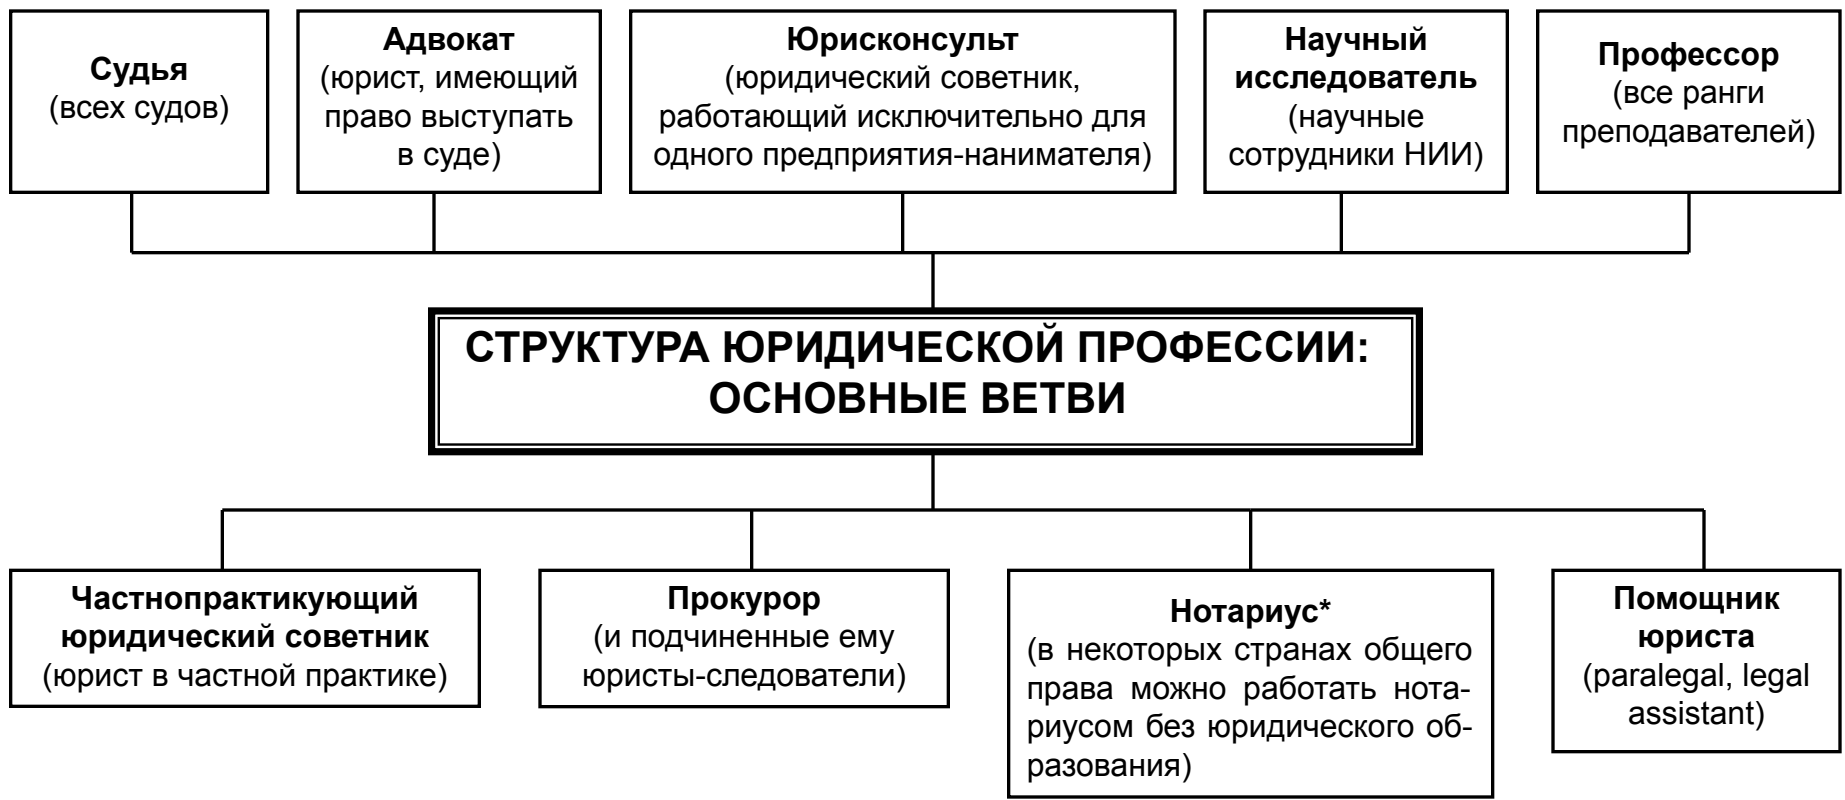 Судья
(всех судов)
Адвокат
(юрист, имеющий
право выступать
в суде)
Юрисконсульт
(юридический советник,
работающий исключительно для
одного предприятия-нанимателя)
Научный
исследователь
(научные
сотрудники НИИ)
Профессор
(все ранги
преподавателей)
СТРУКТУРА ЮРИДИЧЕСКОЙ ПРОФЕССИИ:
ОСНОВНЫЕ ВЕТВИ
Частнопрактикующий
юридический советник
(юрист в частной практике)
Прокурор
(и подчиненные ему
юристы-следователи)
Нотариус*
(в некоторых странах общего
права можно работать нота-
риусом без юридического об-
разования)
Помощник
юриста
(paralegal, legal
assistant)